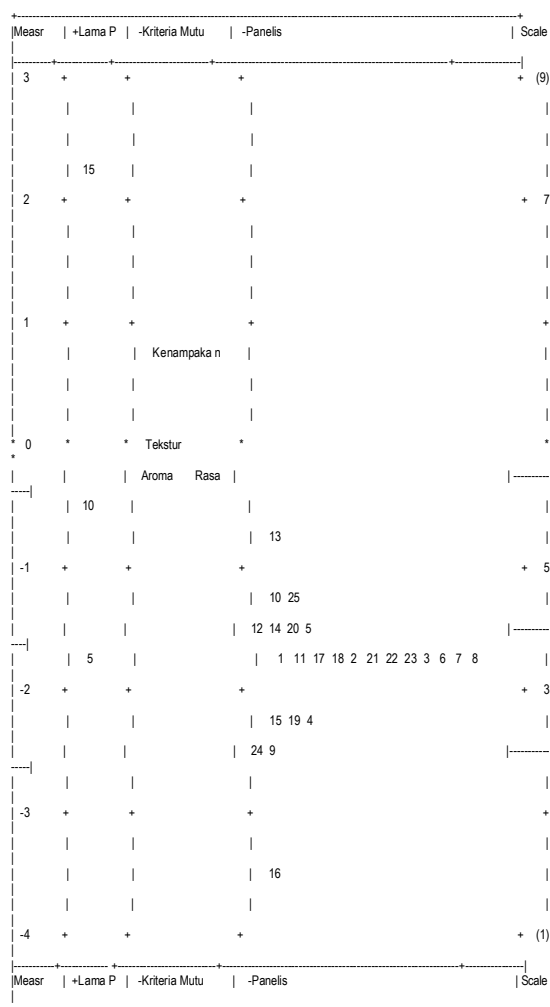 +-----------------------------------------------------------------------+
|Measr | +Lama P | -Kriteria Mutu | -Panelis | Scale
|
|----------+--------------+-------------------------+---------------------------------------------+-----------------|
| 3 + + + + (9)
|
| | | | |
|
| | | | |
|
| | 15 | | |
|
| 2 + + + + 7
|
| | | | |
|
| | | | |
|
| | | | |
|
| 1 + + + +
|
| | | Kenampaka n | |
|
| | | | |
|
| | | | |
|
* 0 * * Tekstur * *
*
| | | Aroma Rasa | |----------
-----|
| | 10 | | |
|
| | | | 13 |
|
| -1 + + + + 5
|
| | | | 10 25 |
|
| | | | 12 14 20 5 |----------
----|
| | 5 | | 1 11 17 18 2 21 22 23 3 6 7 8 |
|
| -2 + + + + 3
|
| | | | 15 19 4 |
|
| | | | 24 9 |-----------
-----|
| | | | |
|
| -3 + + + +
|
| | | | |
|
| | | | 16 |
|
| | | | |
|
| -4 + + + + (1)
|
|-----------+------------- +---------------------------+---------------------------------------------+----------------|
|Measr | +Lama P | -Kriteria Mutu | -Panelis | Scale
|